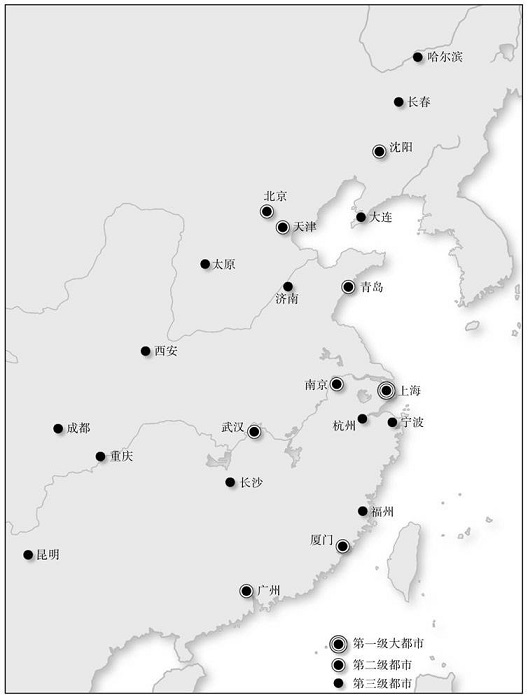 哈尔滨
长春
沈阳
北京
天津
大连
太原
济南
青岛
西安
南京
上海
成都
武汉
杭州
宁波
重庆
长沙
福州
厦门
昆明
广州
第一级大都市
第二级都市
第三级都市